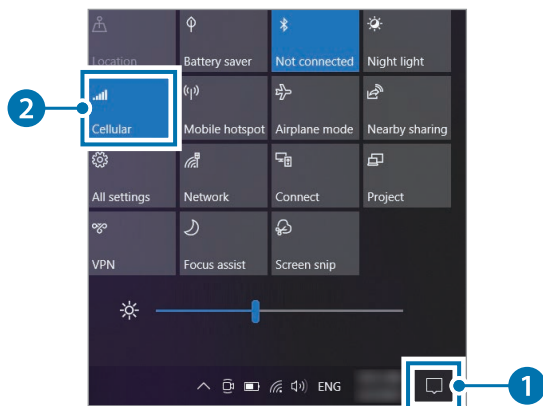 Location
Battery saver
Not connected
Night light
2
Cellular
Mobile hotspot
Airplane mode
Nearby sharing
All settings
Network
Connect
Project
VPN
Focus assist
Screen snip
ENG
1